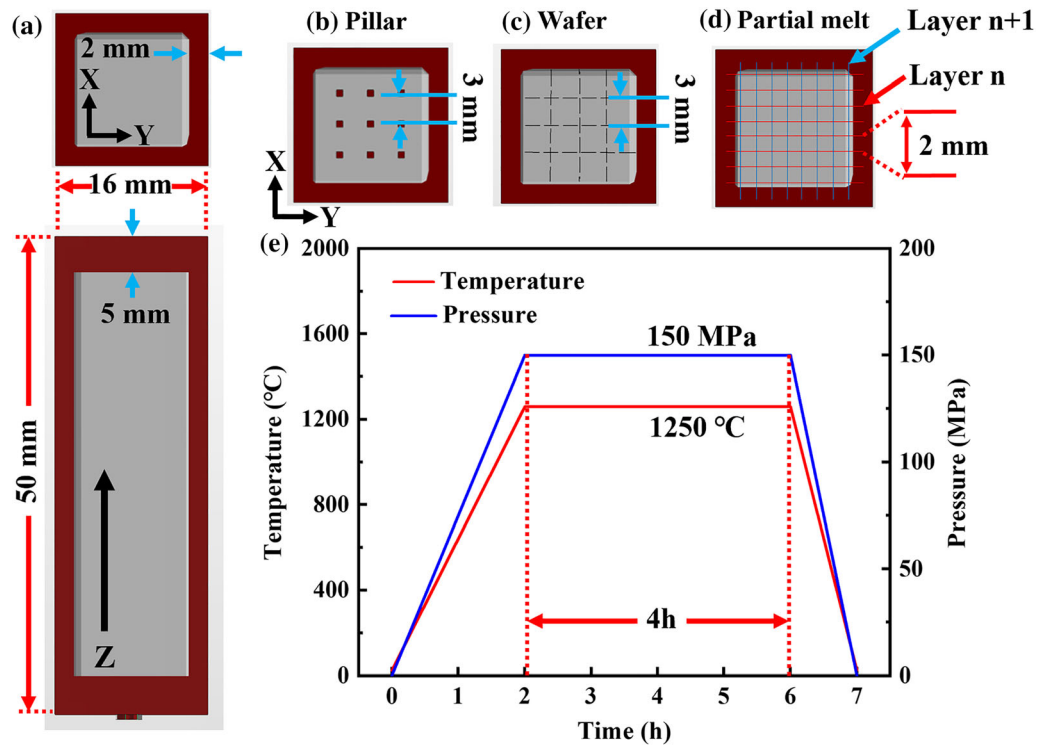 (a)
2 mm
X
Y
16 mm
50 mm
5 mm
Z
(b) Pillar
3 mm
X
Y
(c) Wafer
3 mm
(d) Partial melt
Layer n+1
Layer n
2 mm
(e)
Temperature
Pressure
150 MPa
1250 °C
4h
2000
1600
1200
800
400
0
Temperature (°C)
200
150
100
50
0
Pressure (MPa)
0 1 2 3 4 5 6 7
Time (h)